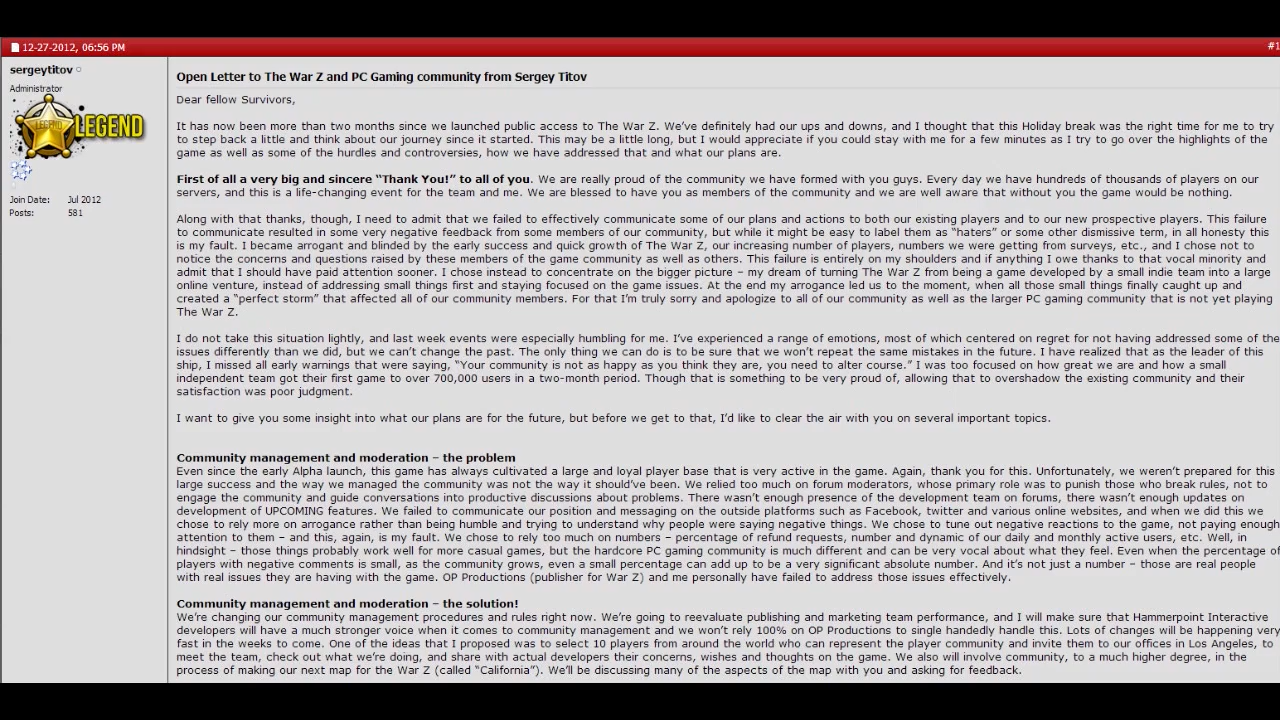 12-27-2012, 06:56 PM
#1
sergeytitov
Administrator
LEGEND
LEGEND
Join Date: Jul 2012
Posts: 581
Open Letter to The War Z and PC Gaming community from Sergey Titov
Dear fellow Survivors,
It has now been more than two months since we launched public access to The War Z. We’ve definitely had our ups and downs, and I thought that this Holiday break was the right time for me to try
to step back a little and think about our journey since it started. This may be a little long, but I would appreciate if you could stay with me for a few minutes as I try to go over the highlights of the
game as well as some of the hurdles and controversies, how we have addressed that and what our plans are.
First of all a very big and sincere “Thank You!” to all of you. We are really proud of the community we have formed with you guys. Every day we have hundreds of thousands of players on our
servers, and this is a life-changing event for the team and me. We are blessed to have you as members of the community and we are well aware that without you the game would be nothing.
Along with that thanks, though, I need to admit that we failed to effectively communicate some of our plans and actions to both our existing players and to our new prospective players. This failure
to communicate resulted in some very negative feedback from some members of our community, but while it might be easy to label them as “haters” or some other dismissive term, in all honesty this
is my fault. I became arrogant and blinded by the early success and quick growth of The War Z, our increasing number of players, numbers we were getting from surveys, etc., and I chose not to
notice the concerns and questions raised by these members of the game community as well as others. This failure is entirely on my shoulders and if anything I owe thanks to that vocal minority and
admit that I should have paid attention sooner. I chose instead to concentrate on the bigger picture – my dream of turning The War Z from being a game developed by a small indie team into a large
online venture, instead of addressing small things first and staying focused on the game issues. At the end my arrogance led us to the moment, when all those small things finally caught up and
created a “perfect storm” that affected all of our community members. For that I’m truly sorry and apologize to all of our community as well as the larger PC gaming community that is not yet playing
The War Z.
I do not take this situation lightly, and last week events were especially humbling for me. I’ve experienced a range of emotions, most of which centered on regret for not having addressed some of the
issues differently than we did, but we can’t change the past. The only thing we can do is to be sure that we won’t repeat the same mistakes in the future. I have realized that as the leader of this
ship, I missed all early warnings that were saying, “Your community is not as happy as you think they are, you need to alter course.” I was too focused on how great we are and how a small
independent team got their first game to over 700,000 users in a two-month period. Though that is something to be very proud of, allowing that to overshadow the existing community and their
satisfaction was poor judgment.
I want to give you some insight into what our plans are for the future, but before we get to that, I’d like to clear the air with you on several important topics.
Community management and moderation – the problem
Even since the early Alpha launch, this game has always cultivated a large and loyal player base that is very active in the game. Again, thank you for this. Unfortunately, we weren’t prepared for this
large success and the way we managed the community was not the way it should’ve been. We relied too much on forum moderators, whose primary role was to punish those who break rules, not to
engage the community and guide conversations into productive discussions about problems. There wasn’t enough presence of the development team on forums, there wasn’t enough updates on
development of UPCOMING features. We failed to communicate our position and messaging on the outside platforms such as Facebook, twitter and various online websites, and when we did this we
chose to rely more on arrogance rather than being humble and trying to understand why people were saying negative things. We chose to tune out negative reactions to the game, not paying enough
attention to them – and this, again, is my fault. We chose to rely too much on numbers – percentage of refund requests, number and dynamic of our daily and monthly active users, etc. Well, in
hindsight – those things probably work well for more casual games, but the hardcore PC gaming community is much different and can be very vocal about what they feel. Even when the percentage of
players with negative comments is small, as the community grows, even a small percentage can add up to be a very significant absolute number. And it’s not just a number – those are real people
with real issues they are having with the game. OP Productions (publisher for War Z) and me personally have failed to address those issues effectively.
Community management and moderation – the solution!
We’re changing our community management procedures and rules right now. We’re going to reevaluate publishing and marketing team performance, and I will make sure that Hammerpoint Interactive
developers will have a much stronger voice when it comes to community management and we won’t rely 100% on OP Productions to single handedly handle this. Lots of changes will be happening very
fast in the weeks to come. One of the ideas that I proposed was to select 10 players from around the world who can represent the player community and invite them to our offices in Los Angeles, to
meet the team, check out what we’re doing, and share with actual developers their concerns, wishes and thoughts on the game. We also will involve community, to a much higher degree, in the
process of making our next map for the War Z (called “California”). We’ll be discussing many of the aspects of the map with you and asking for feedback.